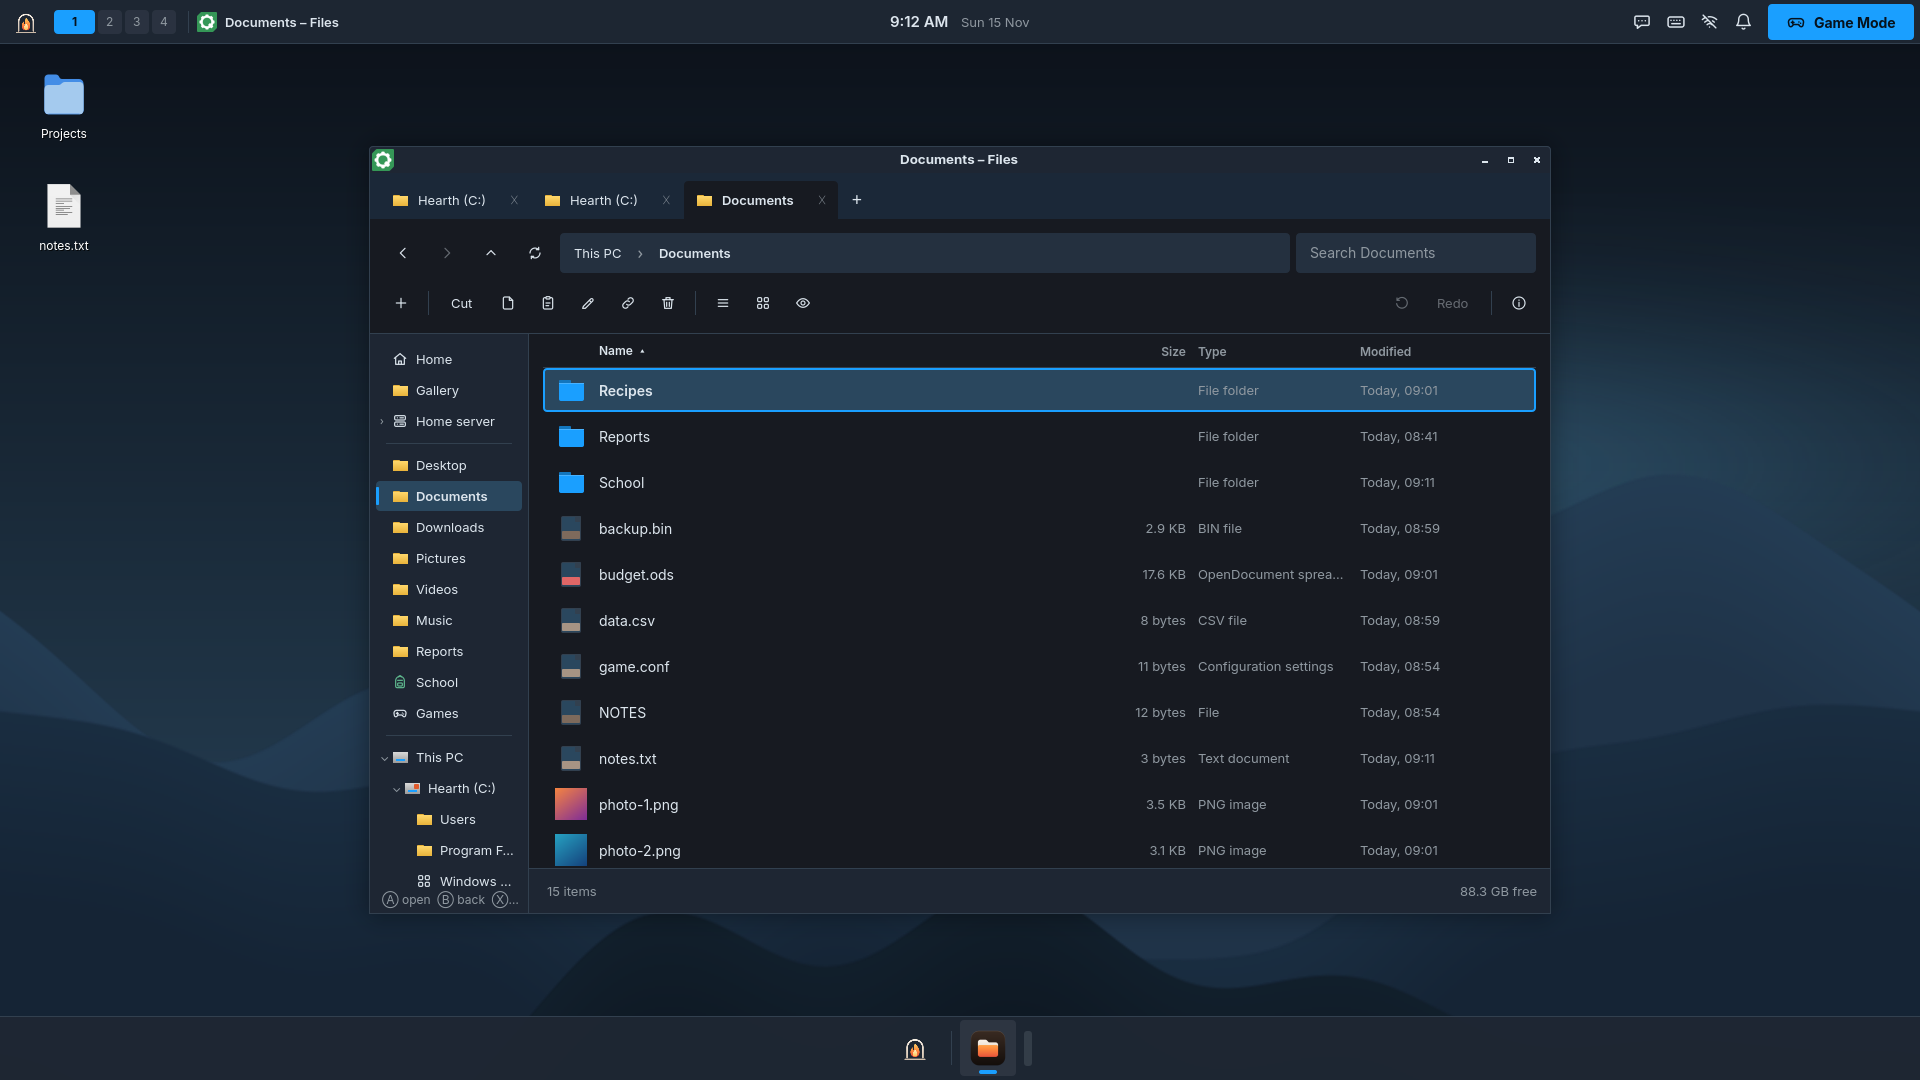 1 2 3 4 Documents – Files 9:12 AM Sun 15 Nov Game Mode
Projects
notes.txt
Documents – Files
Hearth (C:) X Hearth (C:) X Documents X +
This PC › Documents Search Documents
Cut Redo
Home
Gallery
Home server
Desktop
Documents
Downloads
Pictures
Videos
Music
Reports
School
Games
This PC
Hearth (C:)
Users
Program F...
Windows ...
A open B back X...
Name Size Type Modified
Recipes File folder Today, 09:01
Reports File folder Today, 08:41
School File folder Today, 09:11
backup.bin 2.9 KB BIN file Today, 08:59
budget.ods 17.6 KB OpenDocument sprea... Today, 09:01
data.csv 8 bytes CSV file Today, 08:59
game.conf 11 bytes Configuration settings Today, 08:54
NOTES 12 bytes File Today, 08:54
notes.txt 3 bytes Text document Today, 09:11
photo-1.png 3.5 KB PNG image Today, 09:01
photo-2.png 3.1 KB PNG image Today, 09:01
15 items 88.3 GB free